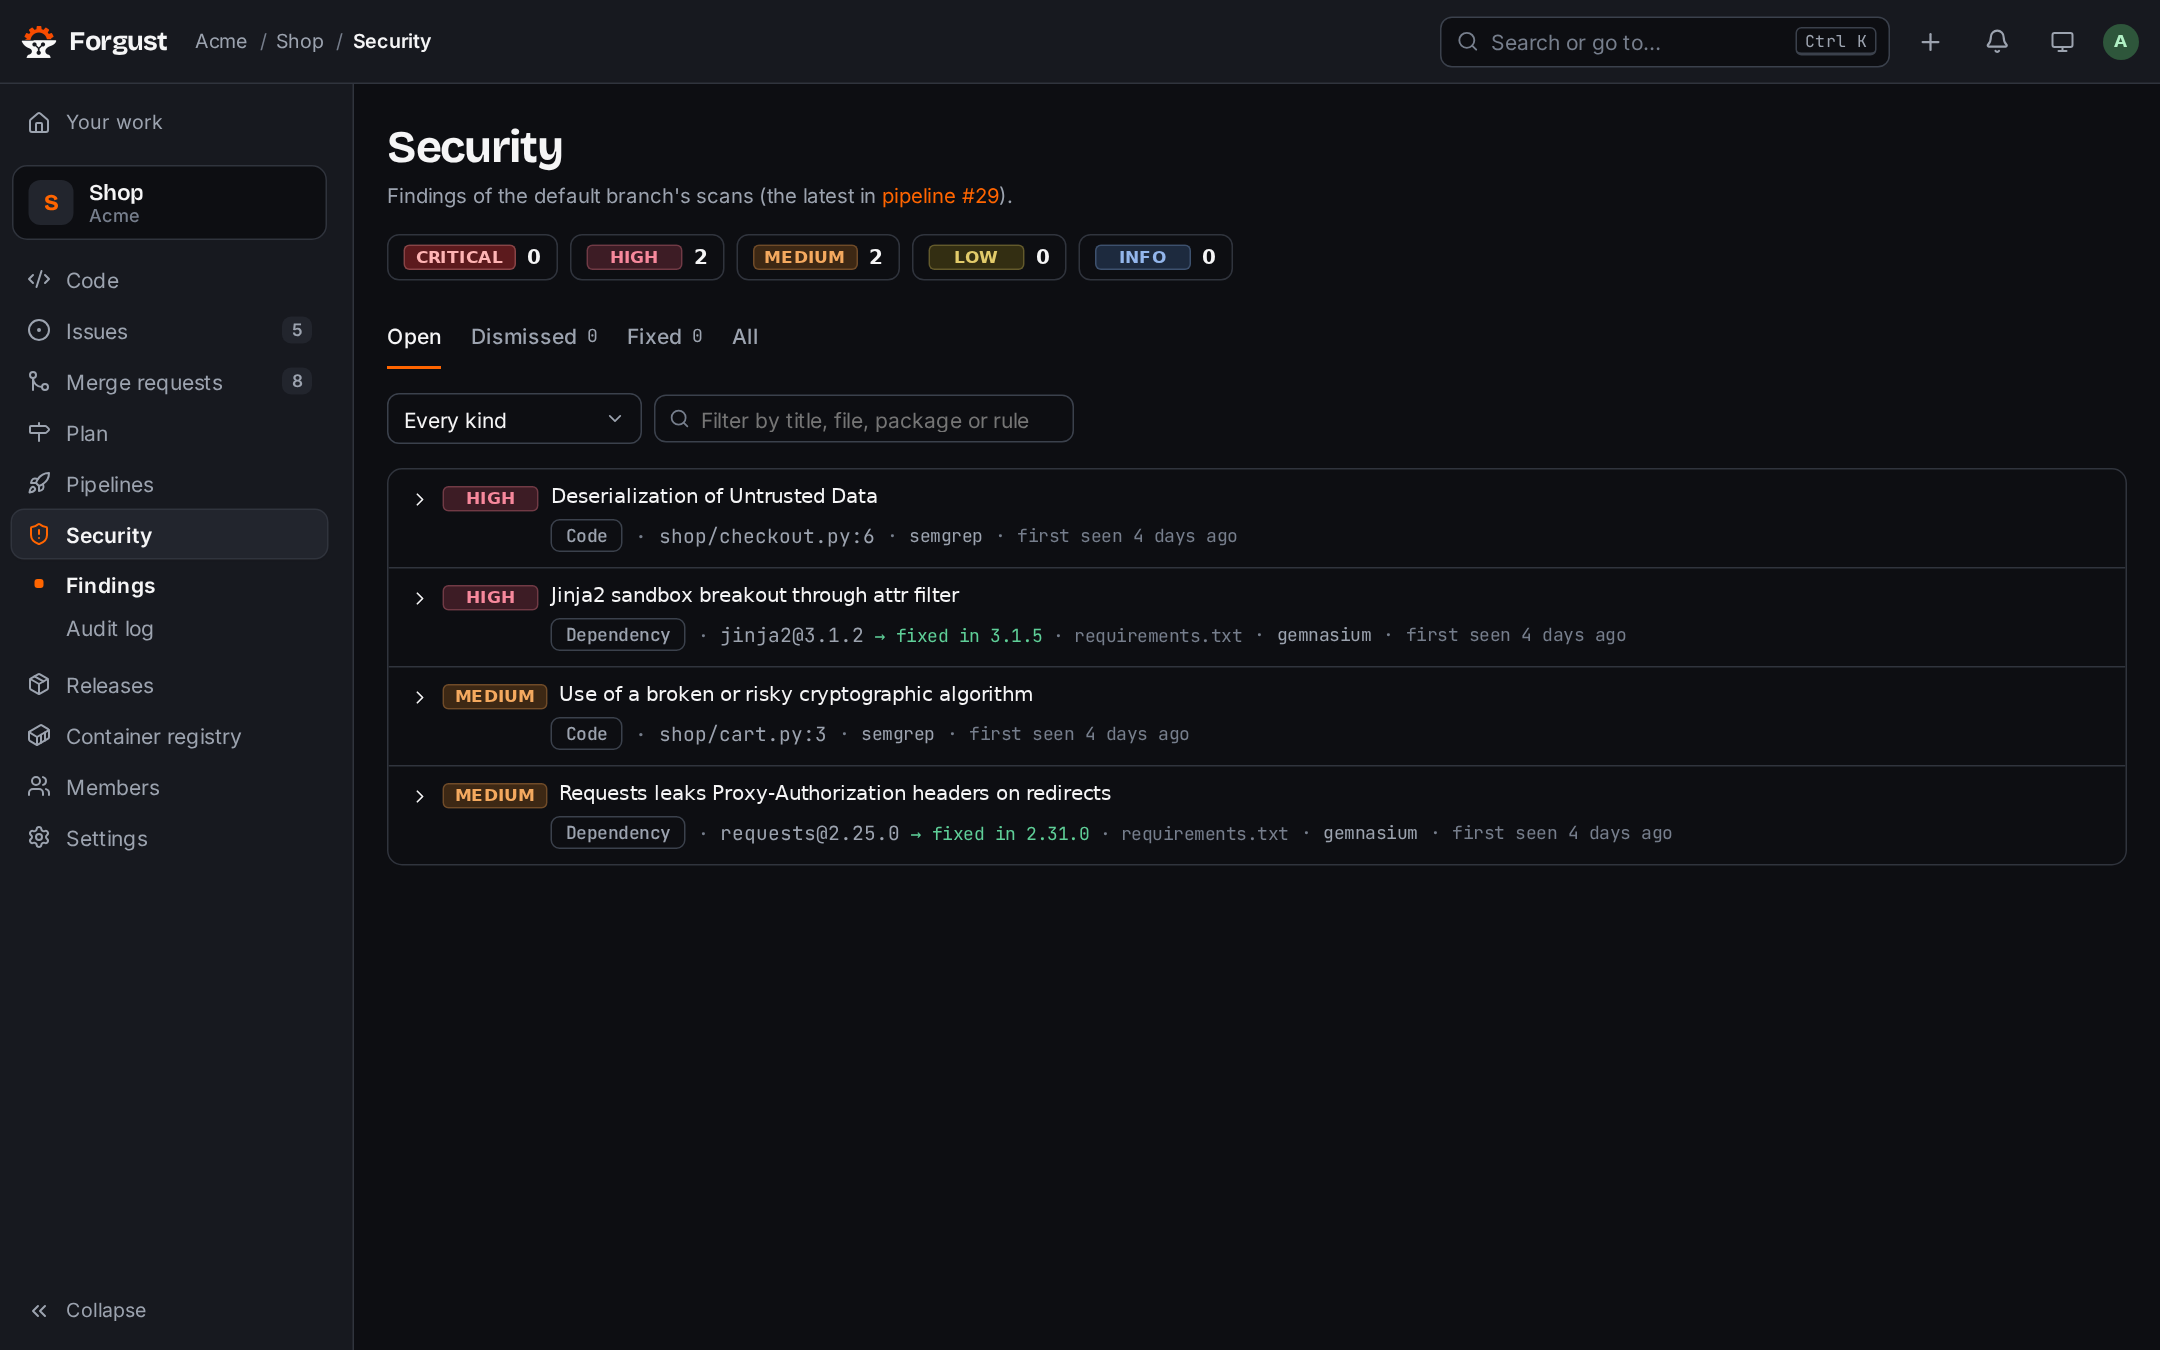 Forgust
Acme / Shop / Security
Search or go to...
Ctrl K
A
Your work
S
Shop
Acme
Code
Issues 5
Merge requests 8
Plan
Pipelines
Security
Findings
Audit log
Releases
Container registry
Members
Settings
Collapse
Security
Findings of the default branch's scans (the latest in pipeline #29).
CRITICAL 0
HIGH 2
MEDIUM 2
LOW 0
INFO 0
Open Dismissed 0 Fixed 0 All
Every kind
Filter by title, file, package or rule
HIGH Deserialization of Untrusted Data
Code · shop/checkout.py:6 · semgrep · first seen 4 days ago
HIGH Jinja2 sandbox breakout through attr filter
Dependency · jinja2@3.1.2 → fixed in 3.1.5 · requirements.txt · gemnasium · first seen 4 days ago
MEDIUM Use of a broken or risky cryptographic algorithm
Code · shop/cart.py:3 · semgrep · first seen 4 days ago
MEDIUM Requests leaks Proxy-Authorization headers on redirects
Dependency · requests@2.25.0 → fixed in 2.31.0 · requirements.txt · gemnasium · first seen 4 days ago